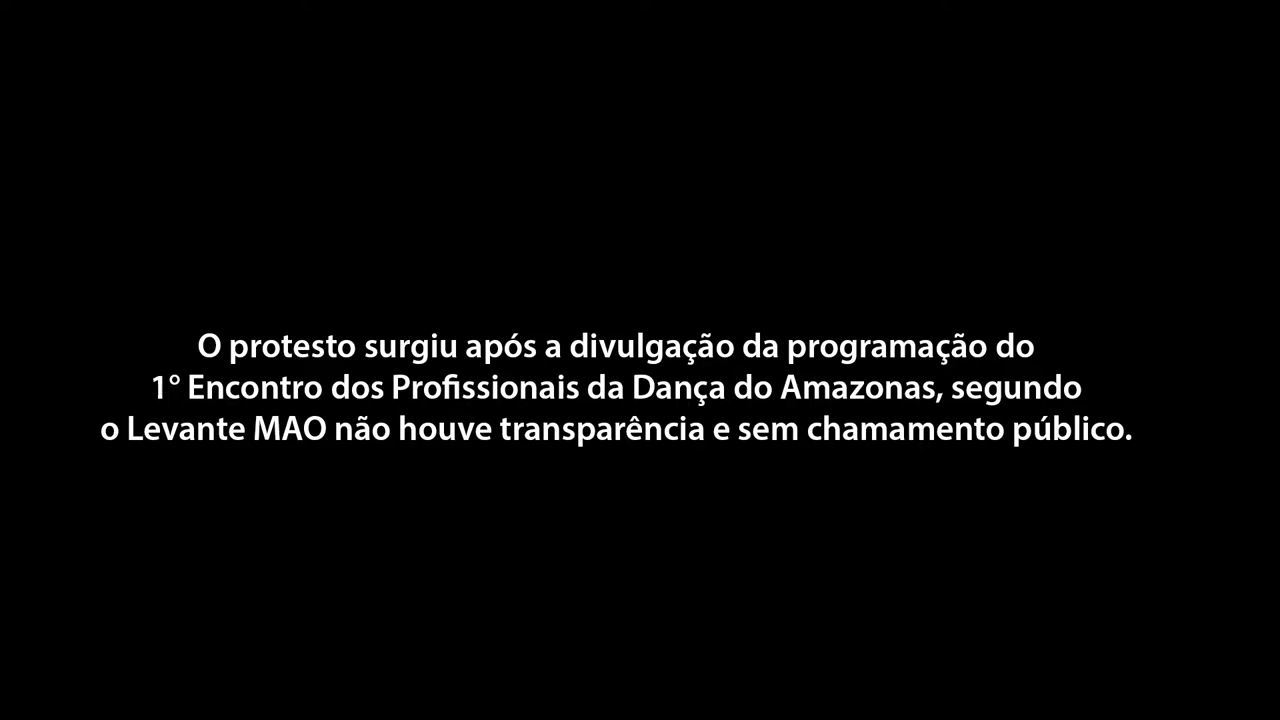 O protesto surgiu após a divulgação da programação do
1° Encontro dos Profissionais da Dança do Amazonas, segundo
o Levante MAO não houve transparência e sem chamamento público.